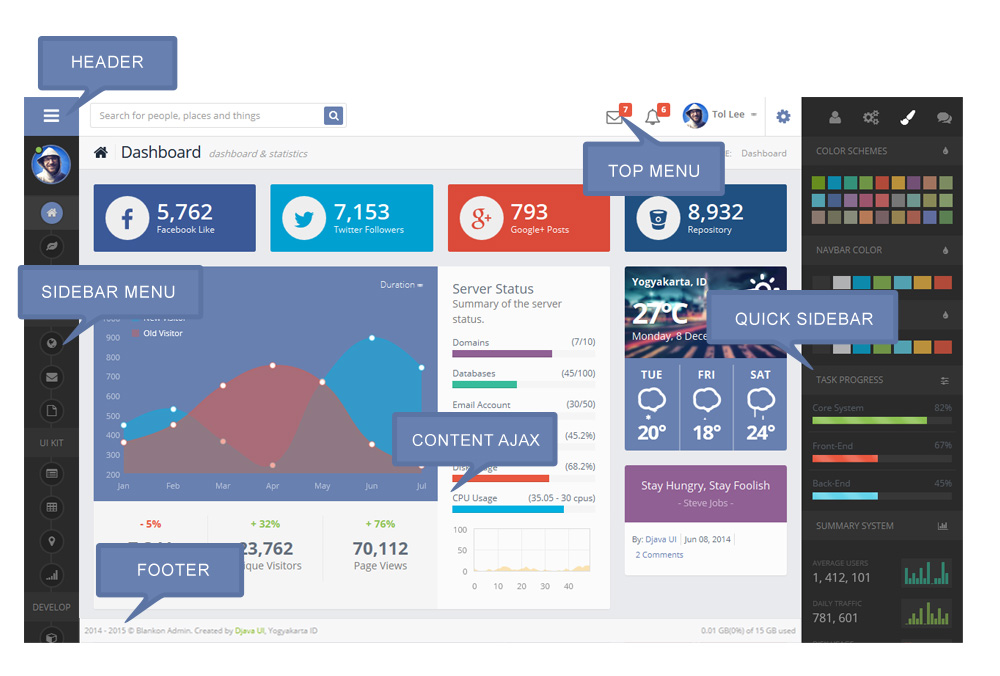 HEADER
Search for people, places and things
7
6
Tol Lee
Dashboard dashboard & statistics
Dashboard
TOP MENU
COLOR SCHEMES
5,762
Facebook Like
7,153
Twitter Followers
793
Google+ Posts
8,932
Repository
NAVBAR COLOR
SIDEBAR MENU
Duration
Old Visitor
900
800
700
600
500
400
300
200
Jan Feb Mar Apr May Jun Jul
Server Status
Summary of the server
status.
Domains (7/10)
Databases (45/100)
Email Account (30/50)
(45.2%)
(68.2%)
CPU Usage (35.05 - 30 cpus)
CONTENT AJAX
100
50
0
0 10 20 30 40
Yogyakarta, ID
27°C
Monday, 8
QUICK SIDEBAR
TUE FRI SAT
20° 18° 24°
Stay Hungry, Stay Foolish
- Steve Jobs -
By: Djava UI Jun 08, 2014
2 Comments
TASK PROGRESS
Core System 82%
Front-End 67%
Back-End 45%
SUMMARY SYSTEM
AVERAGE USERS
1, 412, 101
DAILY TRAFFIC
781, 601
UI KIT
DEVELOP
- 5% + 32% + 76%
23,762 70,112
Visitors Page Views
FOOTER
2014 - 2015 © Blankon Admin. Created by Djava UI, Yogyakarta ID
0.01 GB(0%) of 15 GB used